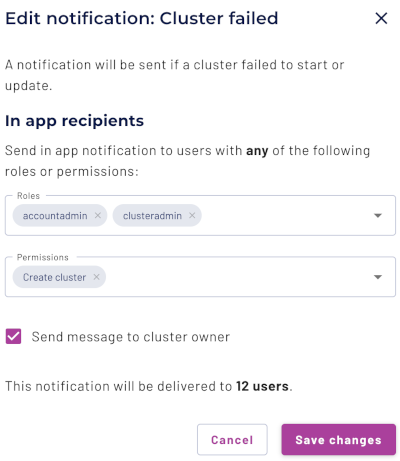 Edit notification: Cluster failed
A notification will be sent if a cluster failed to start or
update.
In app recipients
Send in app notification to users with any of the following
roles or permissions:
Roles
accountadmin × clusteradmin ×
Permissions
Create cluster ×
Send message to cluster owner
This notification will be delivered to 12 users.
Cancel Save changes